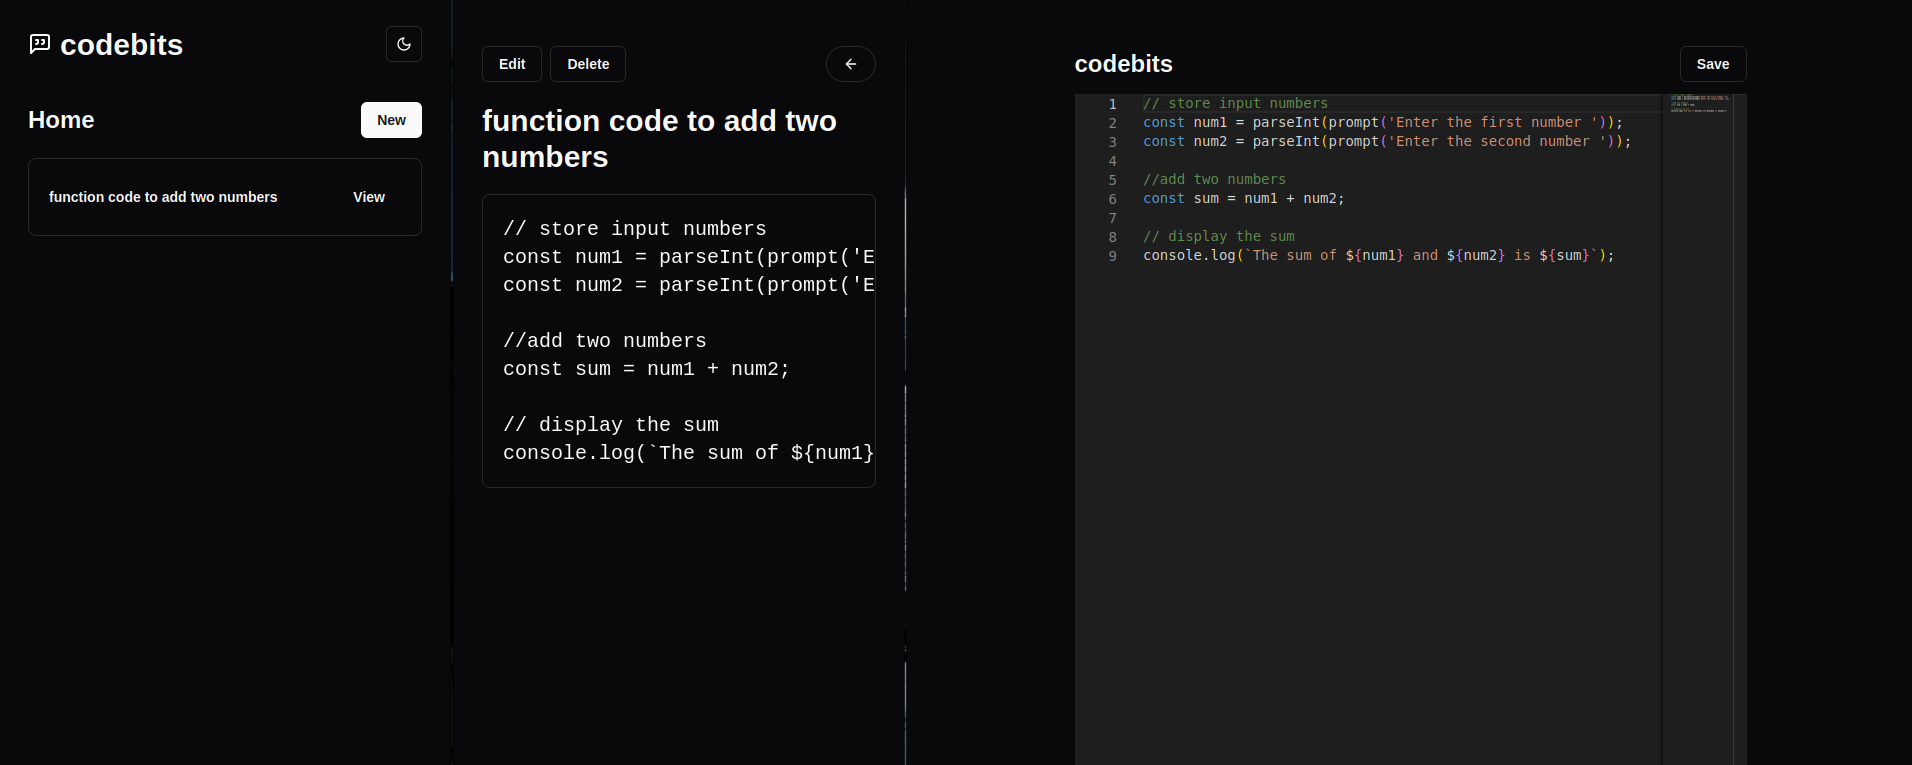 codebits
Home
New
function code to add two numbers
View
Edit
Delete
function code to add two
numbers
// store input numbers
const num1 = parseInt(prompt('E
const num2 = parseInt(prompt('E
//add two numbers
const sum = num1 + num2;
// display the sum
console.log(`The sum of ${num1}
codebits
Save
1 // store input numbers
2 const num1 = parseInt(prompt('Enter the first number '));
3 const num2 = parseInt(prompt('Enter the second number '));
4
5 //add two numbers
6 const sum = num1 + num2;
7
8 // display the sum
9 console.log(`The sum of ${num1} and ${num2} is ${sum}`);